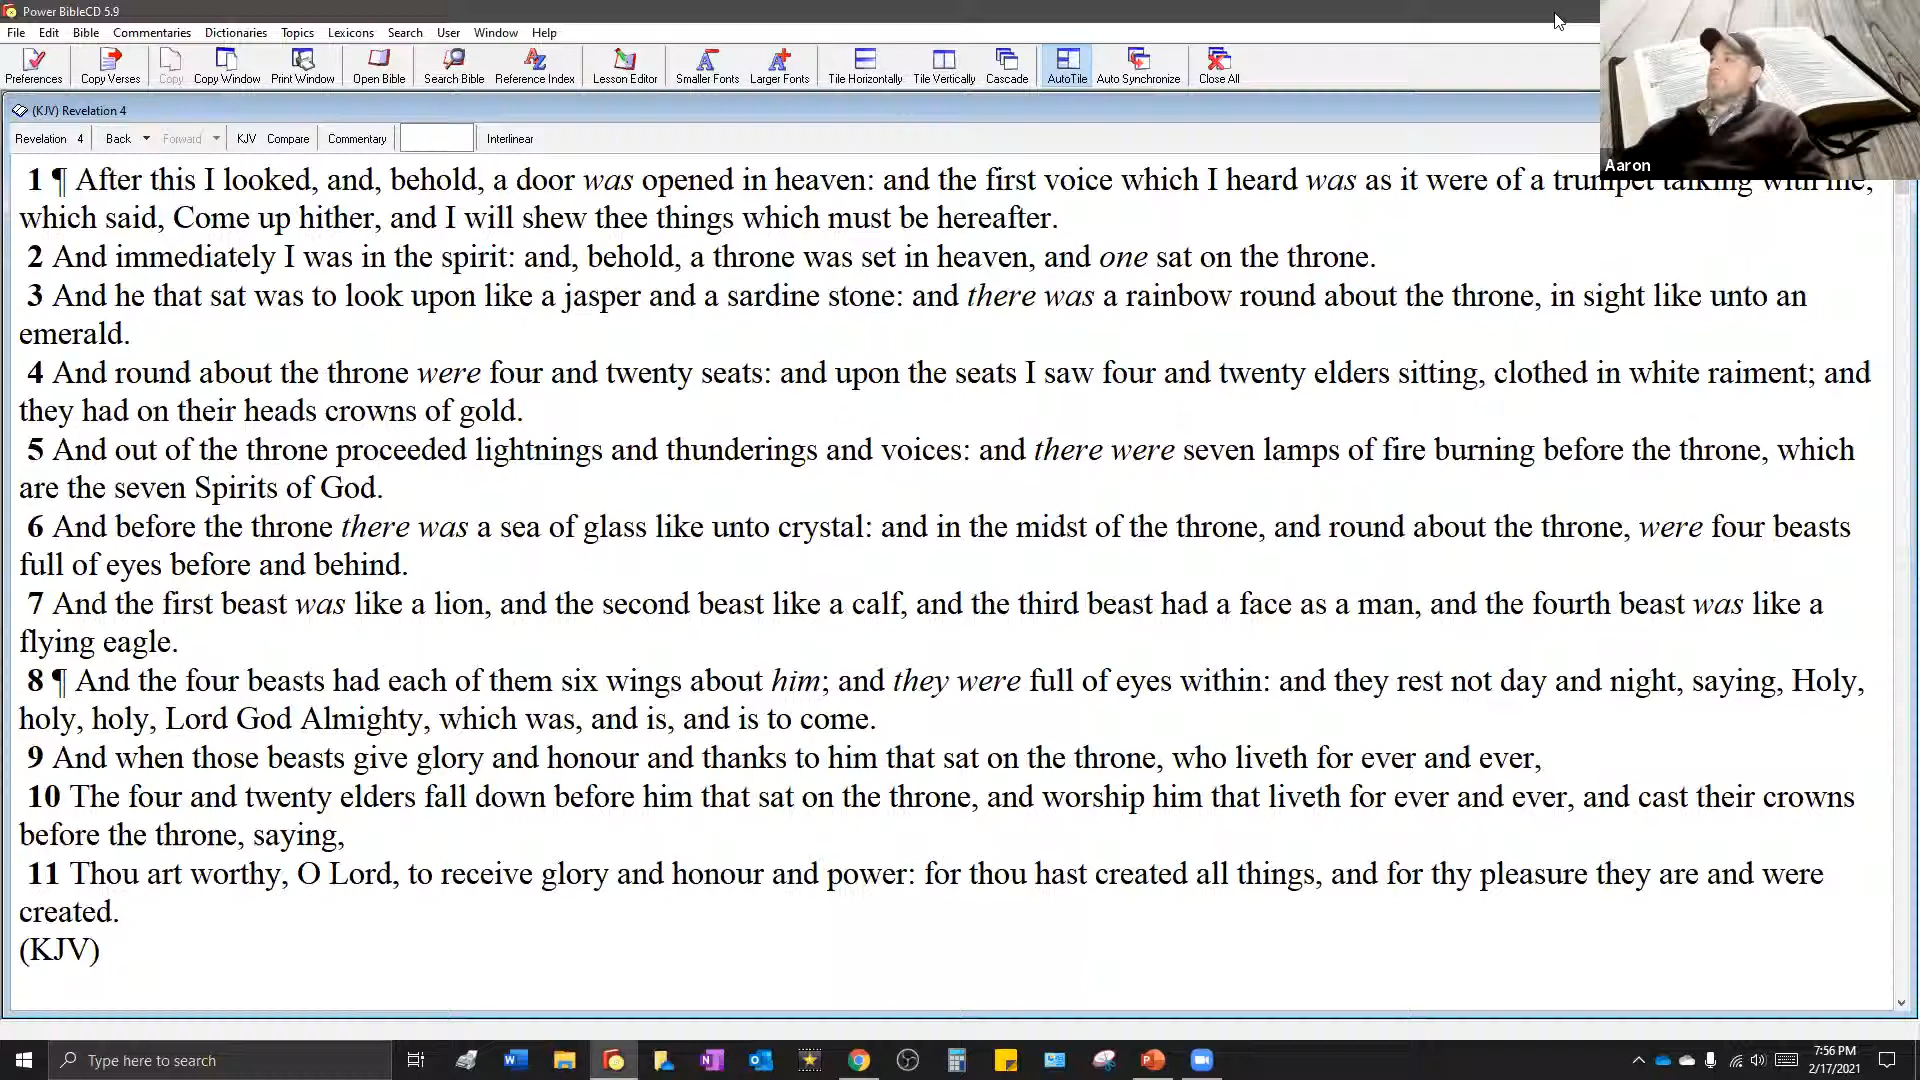 Power BibleCD 5.9
File Edit Bible Commentaries Dictionaries Topics Lexicons Search User Window Help
Preferences Copy Verses Copy Copy Window Print Window Open Bible Search Bible Reference Index Lesson Editor Smaller Fonts Larger Fonts Tile Horizontally Tile Vertically Cascade AutoTile Auto Synchronize Close All
(KJV) Revelation 4
Revelation 4 Back Forward KJV Compare Commentary Interlinear
Aaron
1 ¶ After this I looked, and, behold, a door was opened in heaven: and the first voice which I heard was as it were of a trumpet talking with me,
which said, Come up hither, and I will shew thee things which must be hereafter.
2 And immediately I was in the spirit: and, behold, a throne was set in heaven, and one sat on the throne.
3 And he that sat was to look upon like a jasper and a sardine stone: and there was a rainbow round about the throne, in sight like unto an
emerald.
4 And round about the throne were four and twenty seats: and upon the seats I saw four and twenty elders sitting, clothed in white raiment; and
they had on their heads crowns of gold.
5 And out of the throne proceeded lightnings and thunderings and voices: and there were seven lamps of fire burning before the throne, which
are the seven Spirits of God.
6 And before the throne there was a sea of glass like unto crystal: and in the midst of the throne, and round about the throne, were four beasts
full of eyes before and behind.
7 And the first beast was like a lion, and the second beast like a calf, and the third beast had a face as a man, and the fourth beast was like a
flying eagle.
8 ¶ And the four beasts had each of them six wings about him; and they were full of eyes within: and they rest not day and night, saying, Holy,
holy, holy, Lord God Almighty, which was, and is, and is to come.
9 And when those beasts give glory and honour and thanks to him that sat on the throne, who liveth for ever and ever,
10 The four and twenty elders fall down before him that sat on the throne, and worship him that liveth for ever and ever, and cast their crowns
before the throne, saying,
11 Thou art worthy, O Lord, to receive glory and honour and power: for thou hast created all things, and for thy pleasure they are and were
created.
(KJV)
Type here to search
7:56 PM
2/17/2021